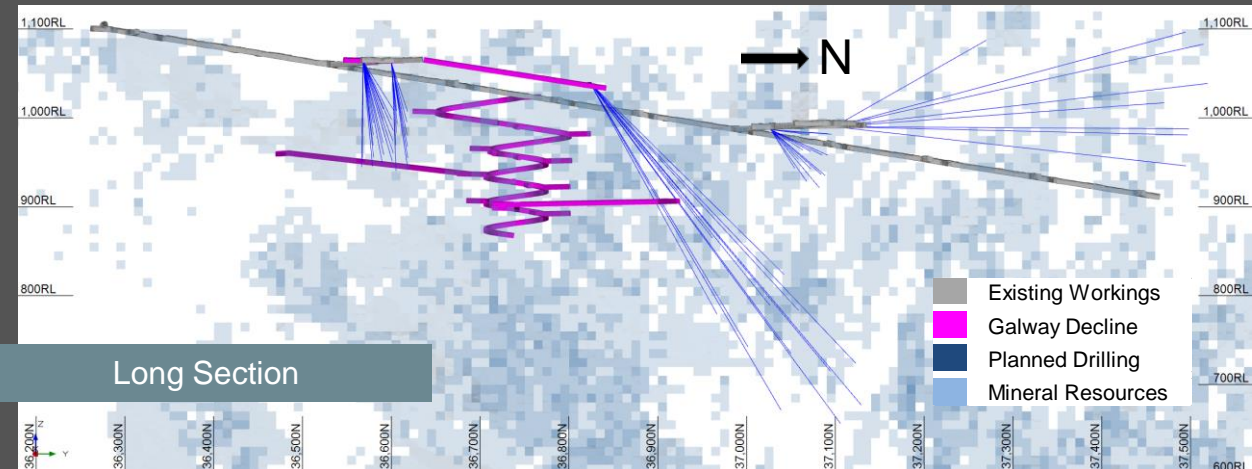 1,100RL
1,100RL
N
1,000RL
1,000RL
900RL
900RL
800RL
800RL
Existing Workings
Galway Decline
Planned Drilling
Mineral Resources
Long Section
700RL
Z
Y
36,200N
36,300N
36,400N
36,500N
36,600N
36,700N
36,800N
36,900N
37,000N
37,100N
37,200N
37,300N
37,400N
37,500N
600RL